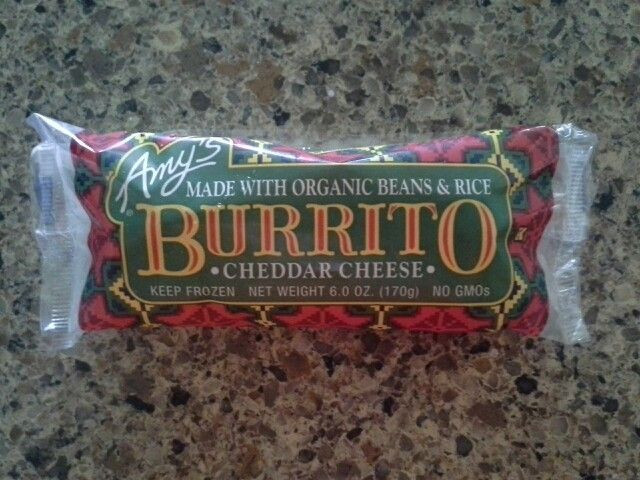 Amy's
®
MADE WITH ORGANIC BEANS & RICE
BURRITO
• CHEDDAR CHEESE •
KEEP FROZEN NET WEIGHT 6.0 OZ. (170g) NO GMOs